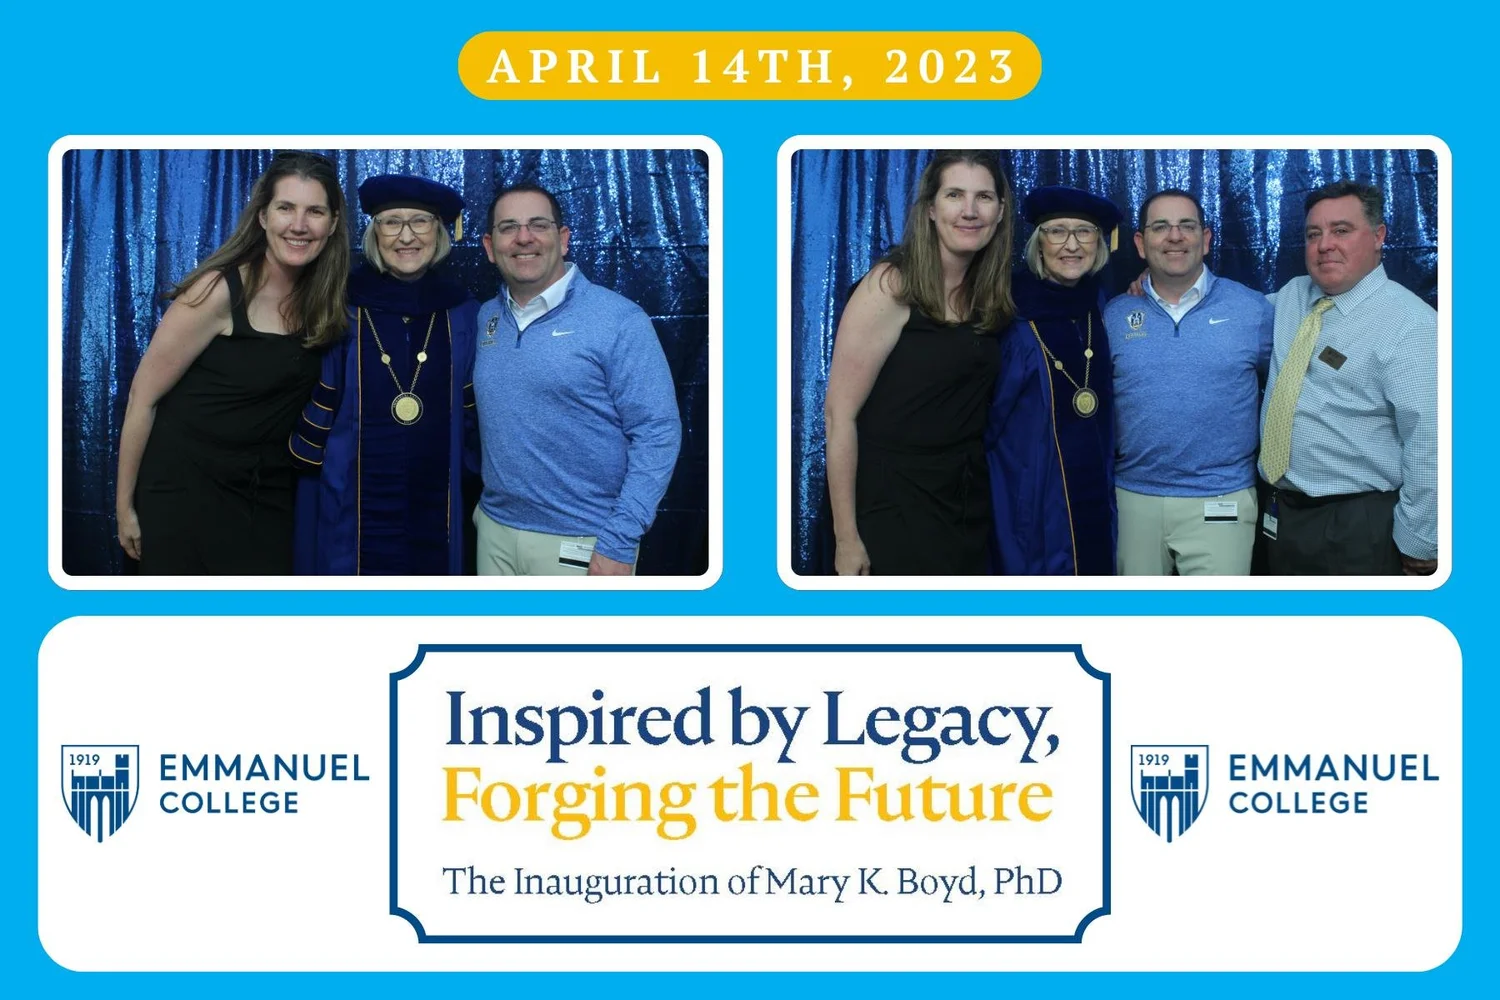 APRIL 14TH, 2023
1919
EMMANUEL
COLLEGE
Inspired by Legacy,
Forging the Future
The Inauguration of Mary K. Boyd, PhD
1919
EMMANUEL
COLLEGE